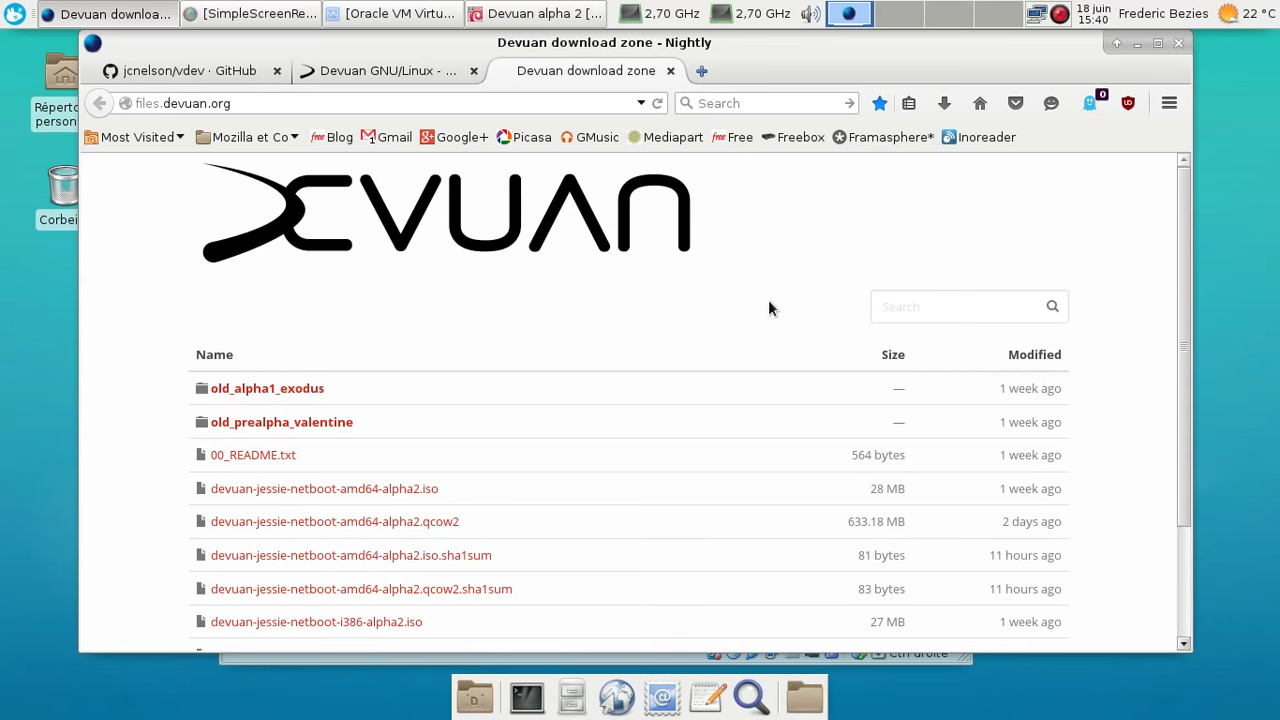 Devuan downloa...
[SimpleScreenRe...
[Oracle VM Virtu...
Devuan alpha 2 [...
2,70 GHz
2,70 GHz
18 juin
15:40
Frederic Bezies
22 °C
Devuan download zone - Nightly
jcnelson/vdev · GitHub
Devuan GNU/Linux - ...
Devuan download zone
files.devuan.org
Search
0
Most Visited
Mozilla et Co
free Blog
Gmail
Google+
Picasa
GMusic
Mediapart
free Free
Freebox
Framasphere*
Inoreader
Réperto
person
Corbei
DEVUAN
Search
Name Size Modified
old_alpha1_exodus — 1 week ago
old_prealpha_valentine — 1 week ago
00_README.txt 564 bytes 1 week ago
devuan-jessie-netboot-amd64-alpha2.iso 28 MB 1 week ago
devuan-jessie-netboot-amd64-alpha2.qcow2 633.18 MB 2 days ago
devuan-jessie-netboot-amd64-alpha2.iso.sha1sum 81 bytes 11 hours ago
devuan-jessie-netboot-amd64-alpha2.qcow2.sha1sum 83 bytes 11 hours ago
devuan-jessie-netboot-i386-alpha2.iso 27 MB 1 week ago
Ctrl droite